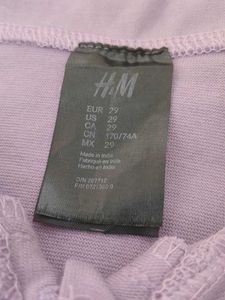 H&M
EUR 29
US 29
CA 29
CN 170/74A
MX 29
Made in India
Fabriqué en Inde
Hecho en India
O/N
P/N